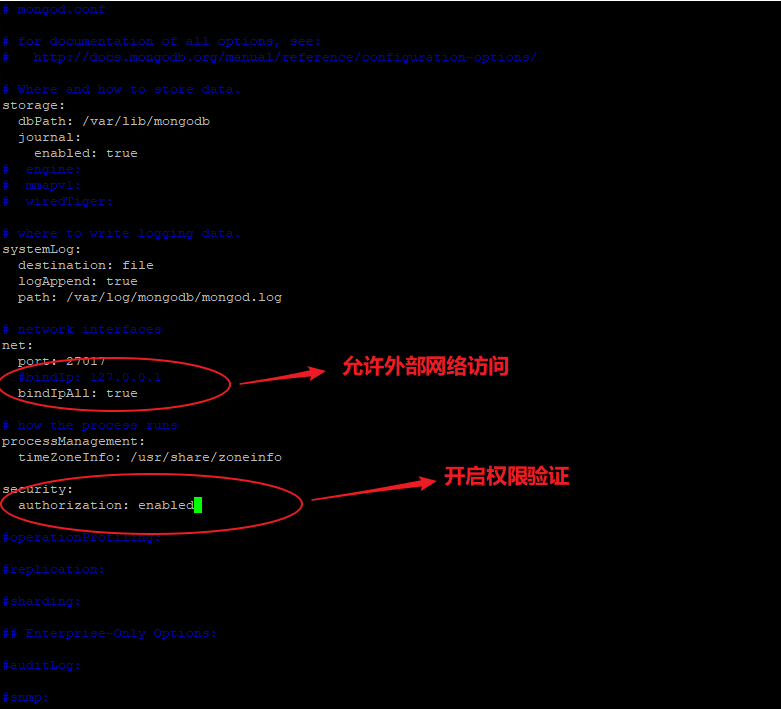 # mongod.conf
# for documentation of all options, see:
#   http://docs.mongodb.org/manual/reference/configuration-options/
# Where and how to store data.
storage:
  dbPath: /var/lib/mongodb
  journal:
    enabled: true
#  engine:
#  mmapv1:
#  wiredTiger:
# where to write logging data.
systemLog:
  destination: file
  logAppend: true
  path: /var/log/mongodb/mongod.log
# network interfaces
net:
  port: 27017
  #bindIp: 127.0.0.1
  bindIpAll: true
允许外部网络访问
# how the process runs
processManagement:
  timeZoneInfo: /usr/share/zoneinfo
security:
  authorization: enabled
开启权限验证
#operationProfiling:
#replication:
#sharding:
## Enterprise-Only Options:
#auditLog:
#snmp: